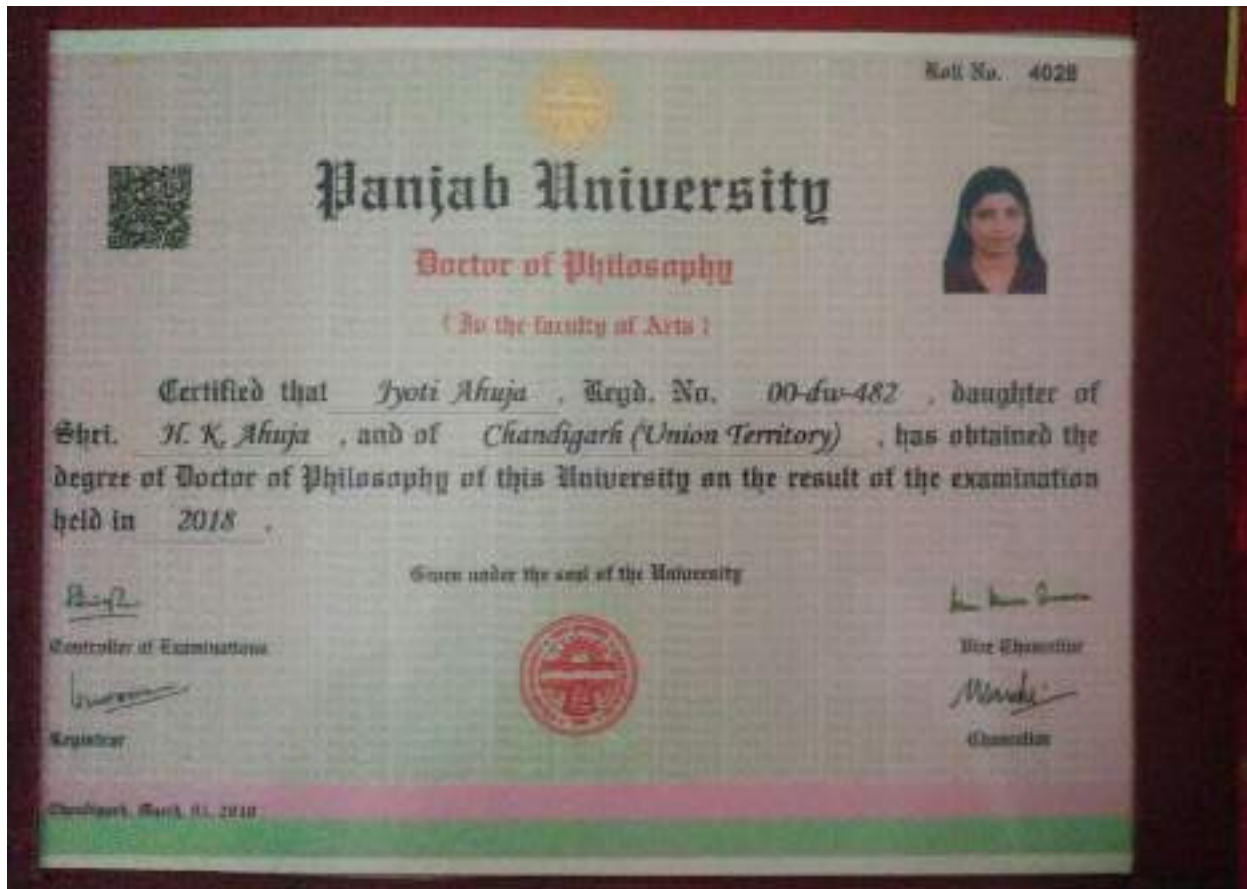 Roll No. 4028
Panjab University
Doctor of Philosophy
( In the faculty of Arts )
Certified that Jyoti Ahuja , Regd. No. 00-dw-482 , daughter of
Shri. H. K. Ahuja , and of Chandigarh (Union Territory) , has obtained the
degree of Doctor of Philosophy of this University on the result of the examination
held in 2018 .
Given under the seal of the University
Controller of Examinations
Vice Chancellor
Registrar
Chancellor
Chandigarh, March, 2018